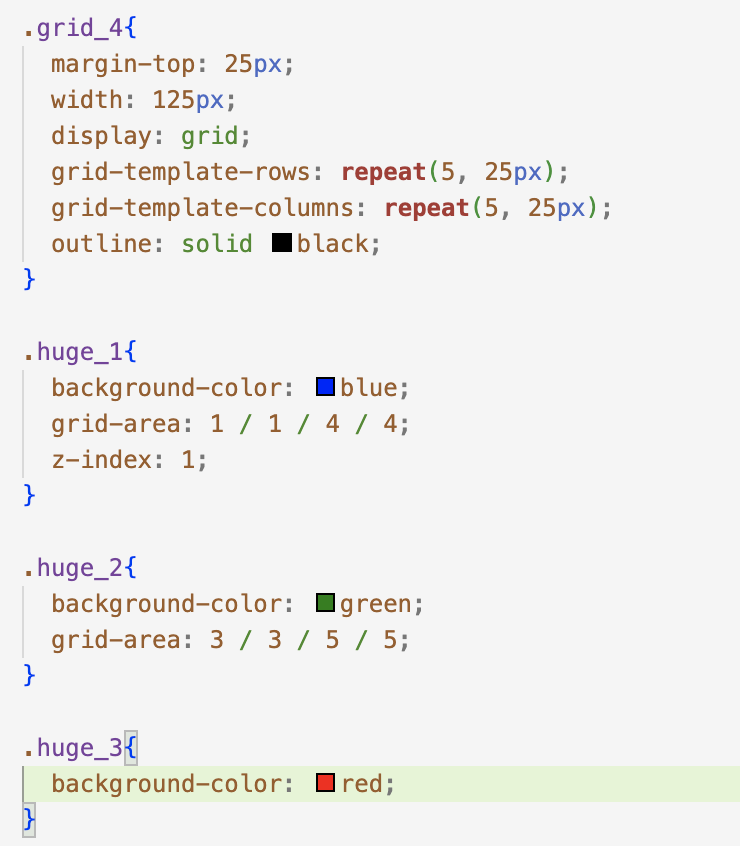 .grid_4{
margin-top: 25px;
width: 125px;
display: grid;
grid-template-rows: repeat(5, 25px);
grid-template-columns: repeat(5, 25px);
outline: solid black;
}
.huge_1{
background-color: blue;
grid-area: 1 / 1 / 4 / 4;
z-index: 1;
}
.huge_2{
background-color: green;
grid-area: 3 / 3 / 5 / 5;
}
.huge_3{
background-color: red;
}